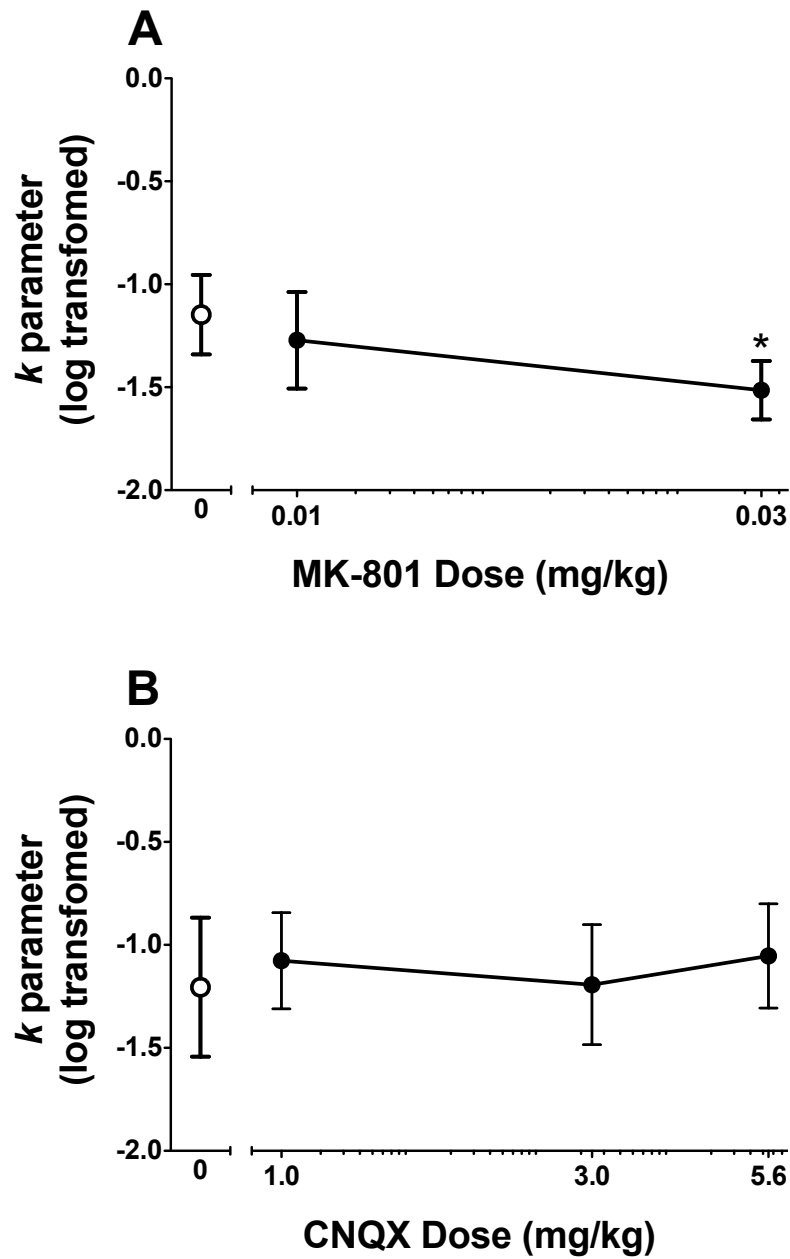 A
0.0
-0.5
-1.0
-1.5
-2.0
k parameter
(log transfomed)
*
0
0.01
0.03
MK-801 Dose (mg/kg)
B
0.0
-0.5
-1.0
-1.5
-2.0
k parameter
(log transfomed)
0
1.0
3.0
5.6
CNQX Dose (mg/kg)